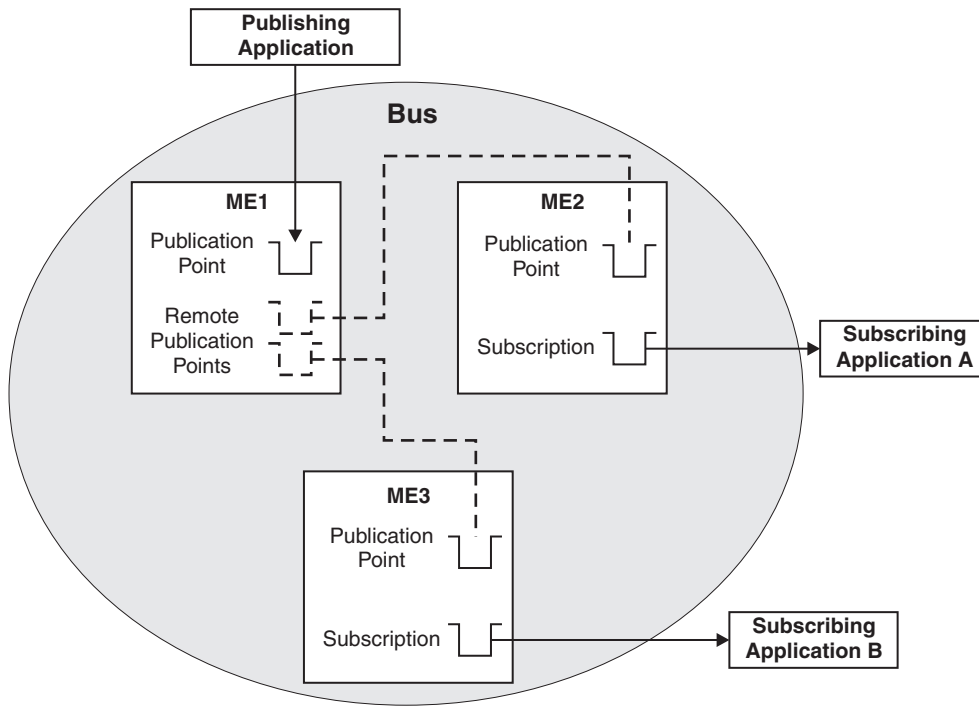 Publishing
Application
Bus
ME1
Publication
Point
Remote
Publication
Points
ME2
Publication
Point
Subscription
Subscribing
Application A
ME3
Publication
Point
Subscription
Subscribing
Application B